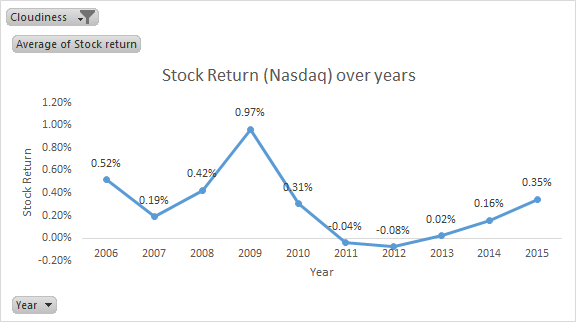 Cloudiness
Average of Stock return
Stock Return (Nasdaq) over years
1.20%
1.00%
0.80%
0.60%
0.40%
0.20%
0.00%
-0.20%
Stock Return
0.52%
0.19%
0.42%
0.97%
0.31%
-0.04%
-0.08%
0.02%
0.16%
0.35%
2006 2007 2008 2009 2010 2011 2012 2013 2014 2015
Year
Year